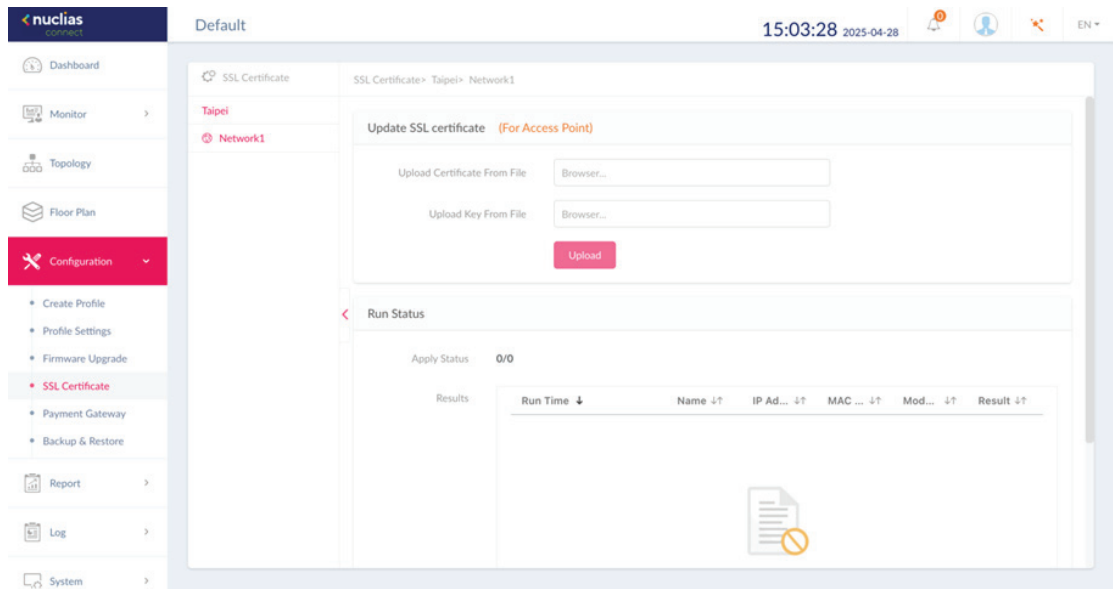 nuclias
connect
Default
15:03:28 2025-04-28
0
EN
Dashboard
Monitor
Topology
Floor Plan
Configuration
Create Profile
Profile Settings
Firmware Upgrade
SSL Certificate
Payment Gateway
Backup & Restore
Report
Log
System
SSL Certificate
Taipei
Network1
SSL Certificate> Taipei> Network1
Update SSL certificate (For Access Point)
Upload Certificate From File Browser...
Upload Key From File Browser...
Upload
Run Status
Apply Status 0/0
Results
Run Time Name IP Ad... MAC ... Mod... Result